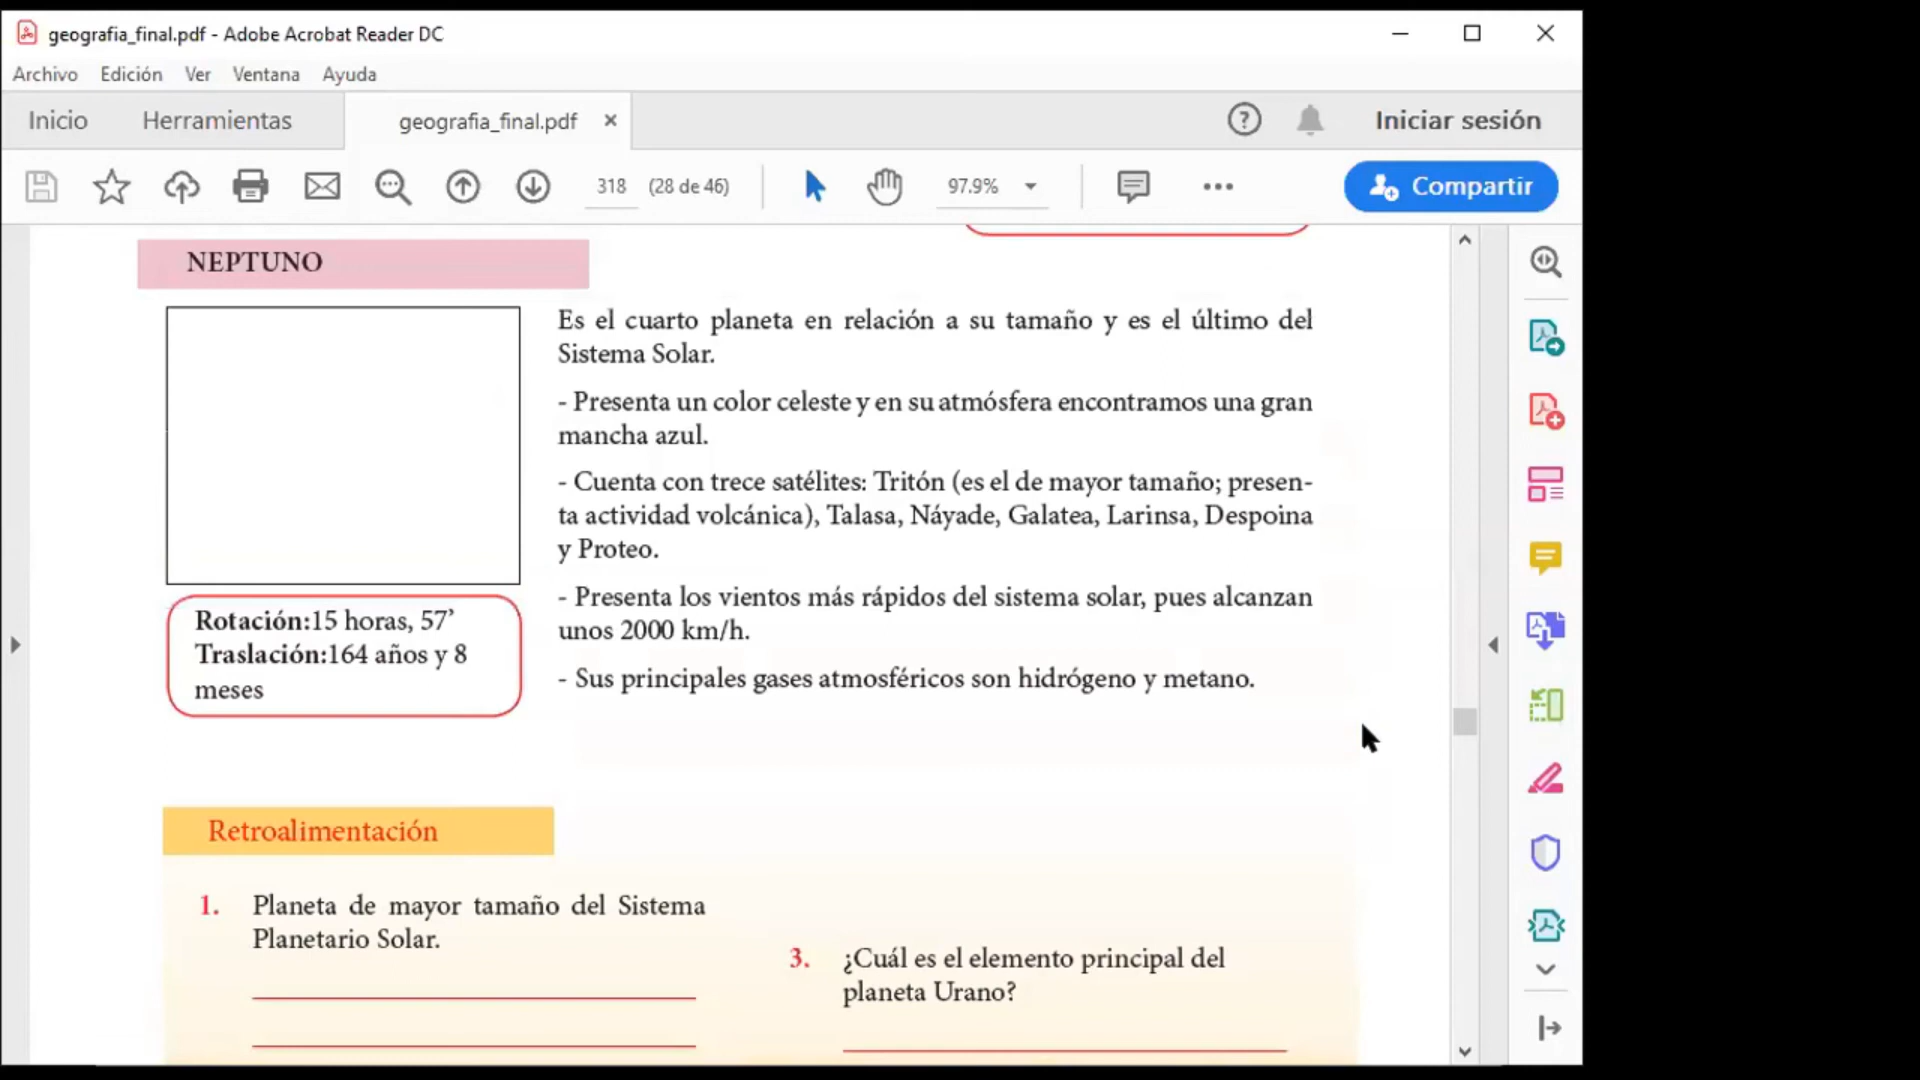 geografia_final.pdf - Adobe Acrobat Reader DC
Archivo Edición Ver Ventana Ayuda
Inicio Herramientas geografia_final.pdf × Iniciar sesión
318 (28 de 46) 97.9% Compartir
NEPTUNO
Es el cuarto planeta en relación a su tamaño y es el último del
Sistema Solar.
- Presenta un color celeste y en su atmósfera encontramos una gran
mancha azul.
- Cuenta con trece satélites: Tritón (es el de mayor tamaño; presen-
ta actividad volcánica), Talasa, Náyade, Galatea, Larinsa, Despoina
y Proteo.
- Presenta los vientos más rápidos del sistema solar, pues alcanzan
unos 2000 km/h.
- Sus principales gases atmosféricos son hidrógeno y metano.
Rotación:15 horas, 57’
Traslación:164 años y 8
meses
Retroalimentación
1. Planeta de mayor tamaño del Sistema
Planetario Solar.
3. ¿Cuál es el elemento principal del
planeta Urano?